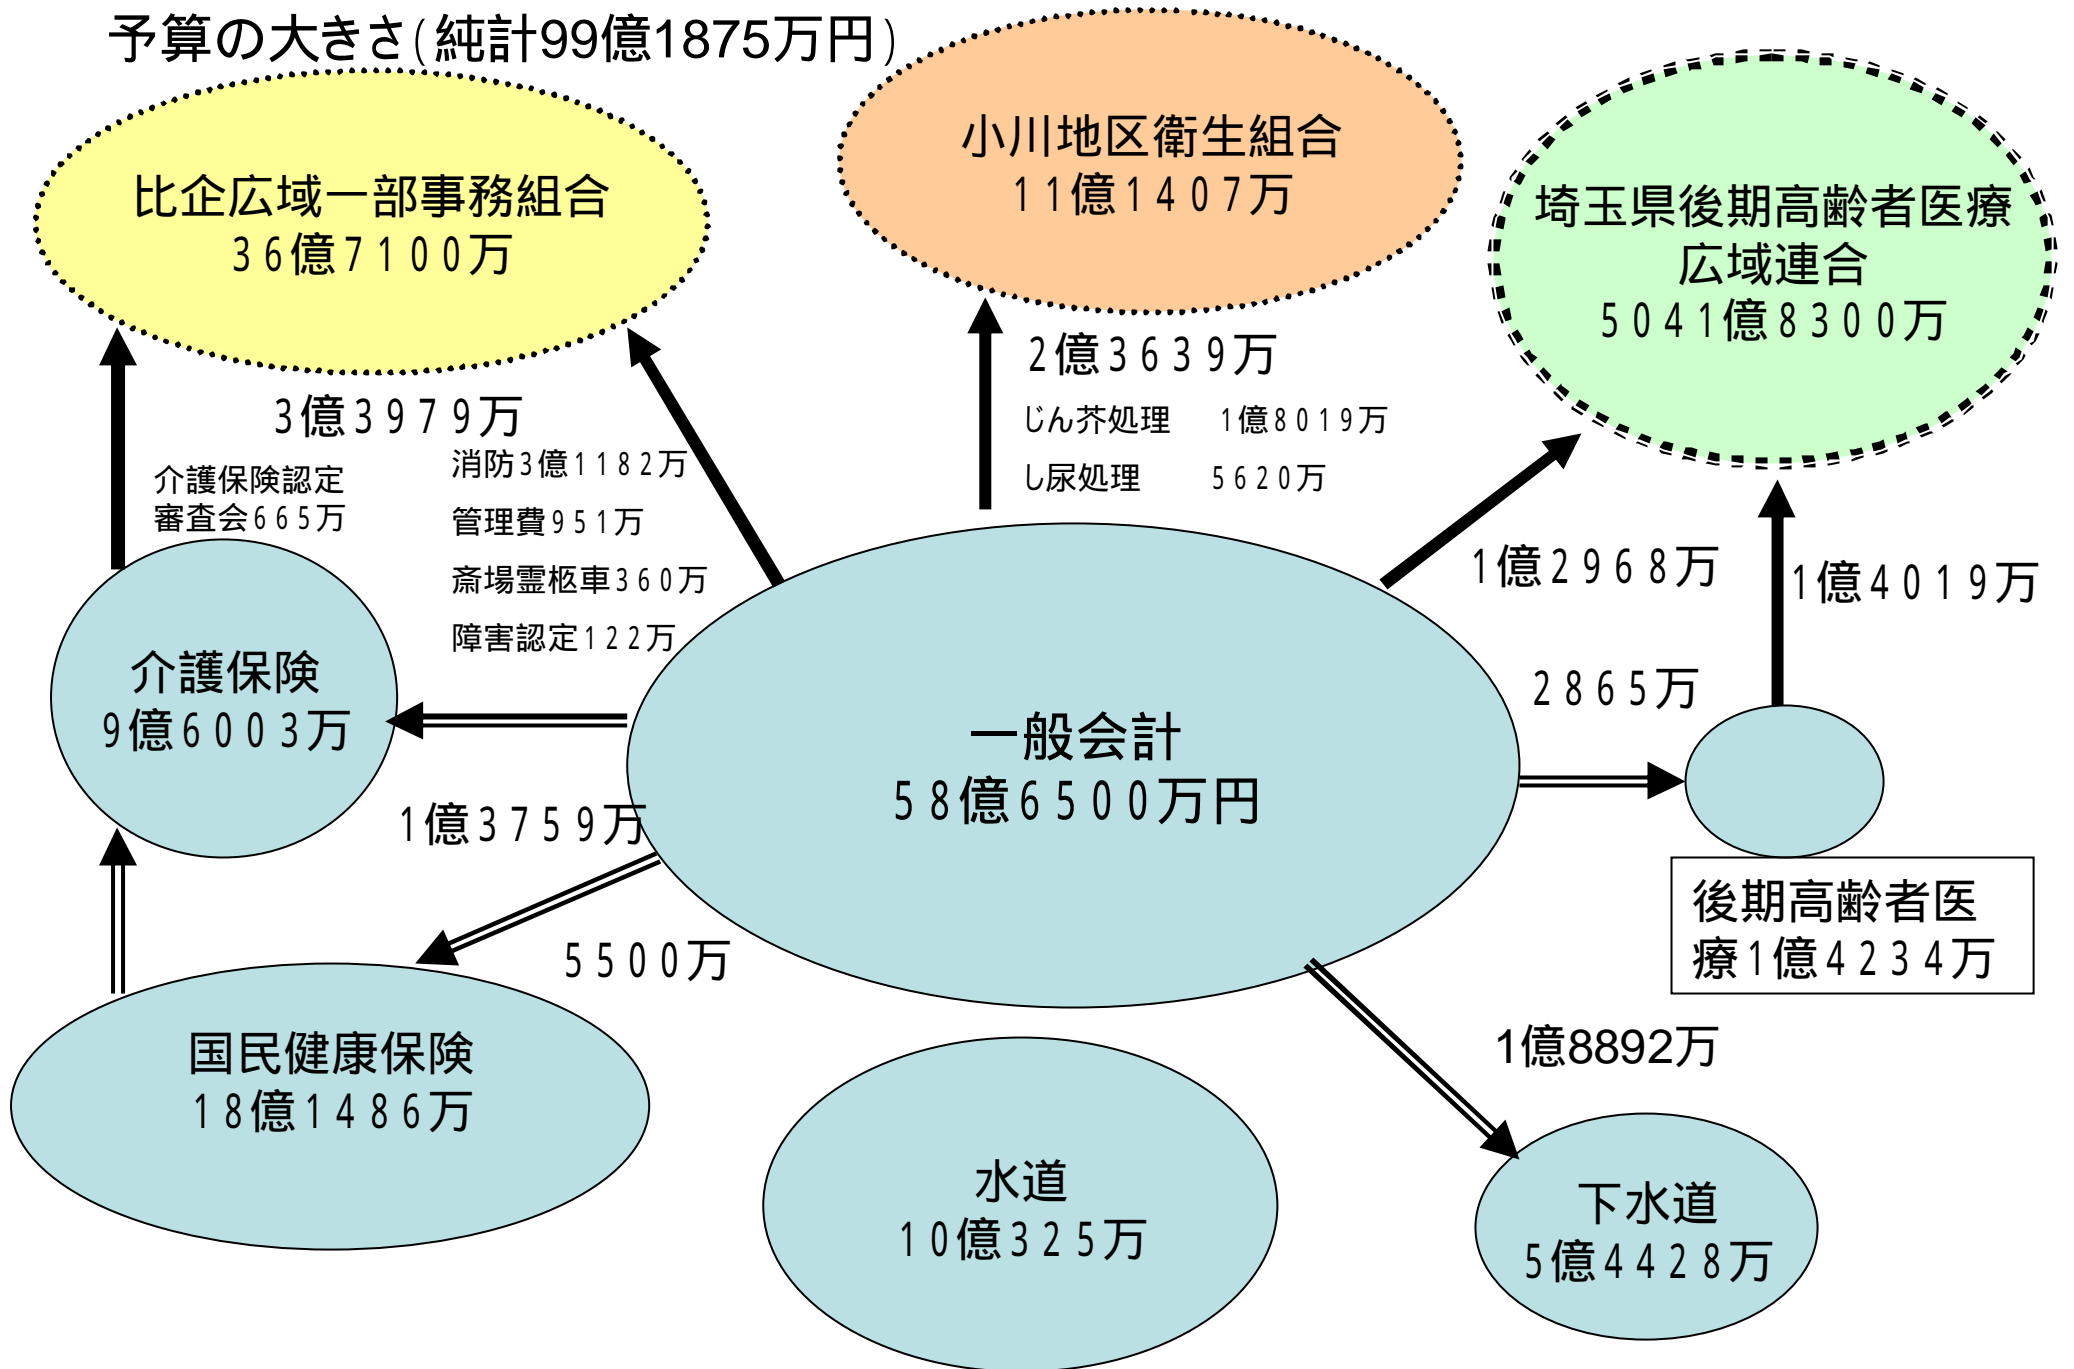 予算の大きさ(純計99億1875万円)
比企広域一部事務組合
36億7100万
小川地区衛生組合
11億1407万
埼玉県後期高齢者医療
広域連合
5041億8300万
3億3979万
介護保険認定
審査会665万
消防3億1182万
管理費951万
斎場霊柩車360万
障害認定122万
2億3639万
じん芥処理 1億8019万
し尿処理 5620万
1億2968万
1億4019万
2865万
介護保険
9億6003万
一般会計
58億6500万円
1億3759万
5500万
後期高齢者医
療1億4234万
国民健康保険
18億1486万
1億8892万
水道
10億325万
下水道
5億4428万